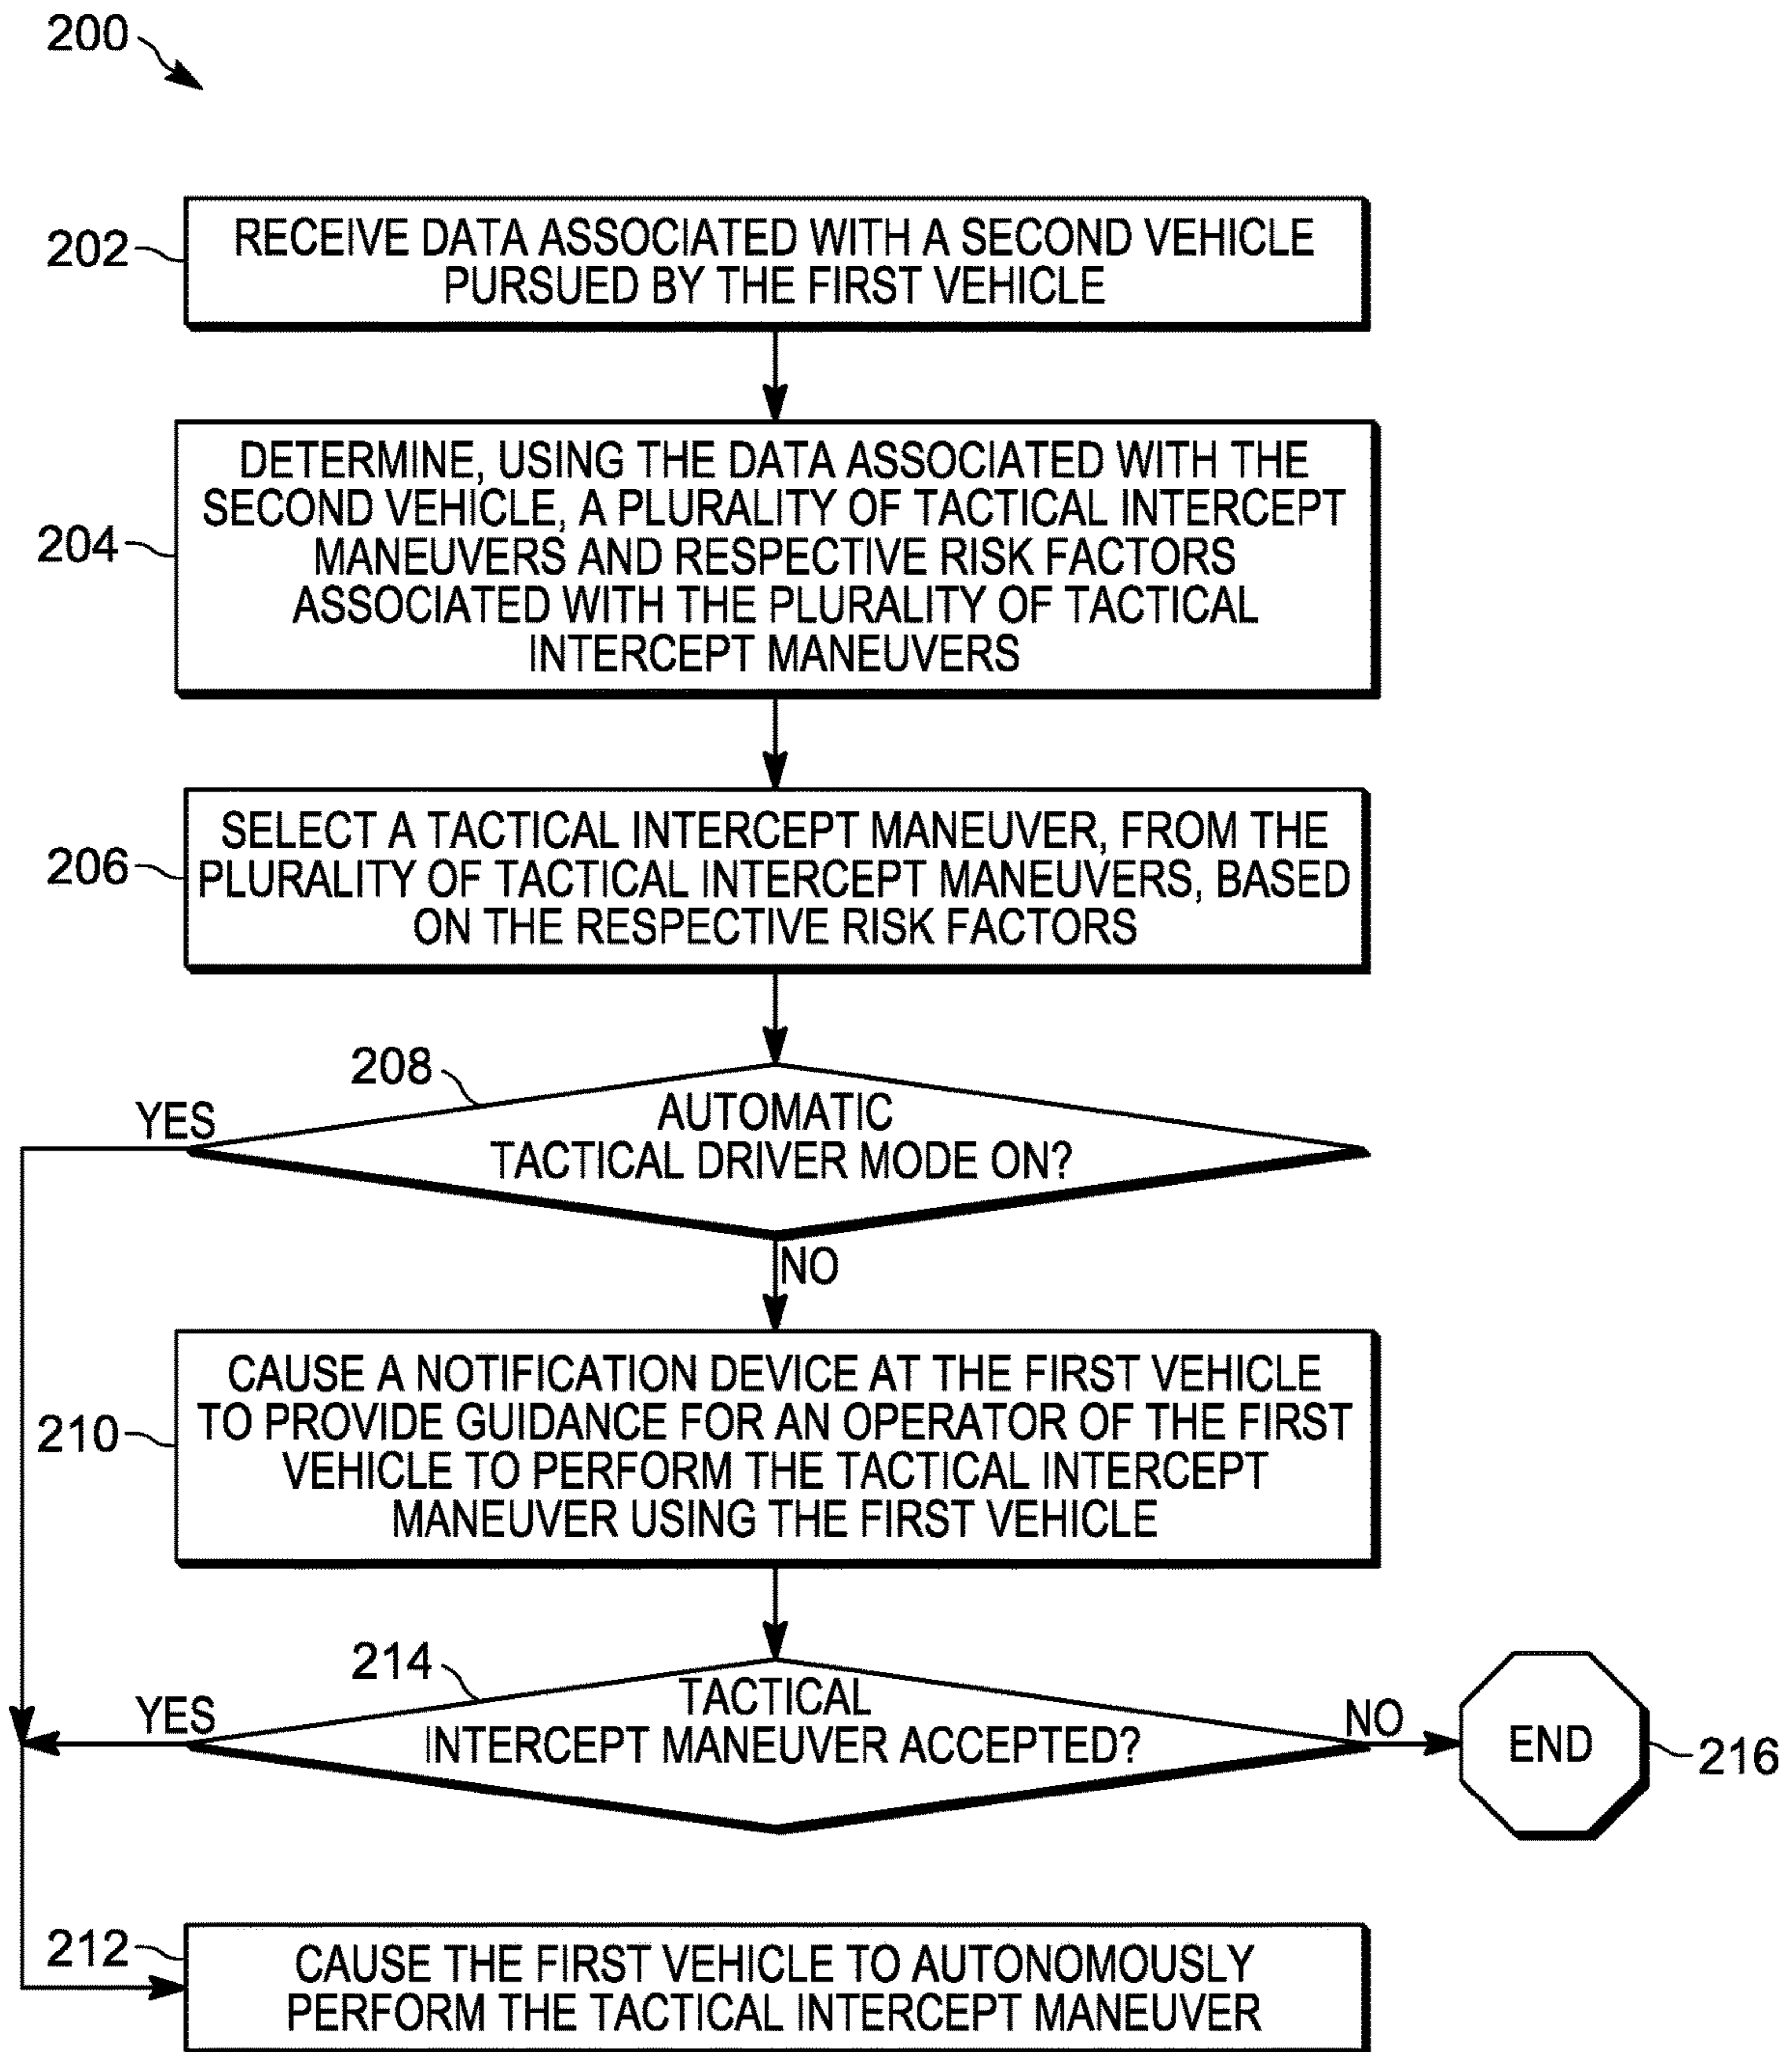 200
202
RECEIVE DATA ASSOCIATED WITH A SECOND VEHICLE
PURSUED BY THE FIRST VEHICLE
204
DETERMINE, USING THE DATA ASSOCIATED WITH THE
SECOND VEHICLE, A PLURALITY OF TACTICAL INTERCEPT
MANEUVERS AND RESPECTIVE RISK FACTORS
ASSOCIATED WITH THE PLURALITY OF TACTICAL
INTERCEPT MANEUVERS
206
SELECT A TACTICAL INTERCEPT MANEUVER, FROM THE
PLURALITY OF TACTICAL INTERCEPT MANEUVERS, BASED
ON THE RESPECTIVE RISK FACTORS
208
YES
AUTOMATIC
TACTICAL DRIVER MODE ON?
NO
210
CAUSE A NOTIFICATION DEVICE AT THE FIRST VEHICLE
TO PROVIDE GUIDANCE FOR AN OPERATOR OF THE FIRST
VEHICLE TO PERFORM THE TACTICAL INTERCEPT
MANEUVER USING THE FIRST VEHICLE
214
YES
TACTICAL
INTERCEPT MANEUVER ACCEPTED?
NO
END
216
212
CAUSE THE FIRST VEHICLE TO AUTONOMOUSLY
PERFORM THE TACTICAL INTERCEPT MANEUVER